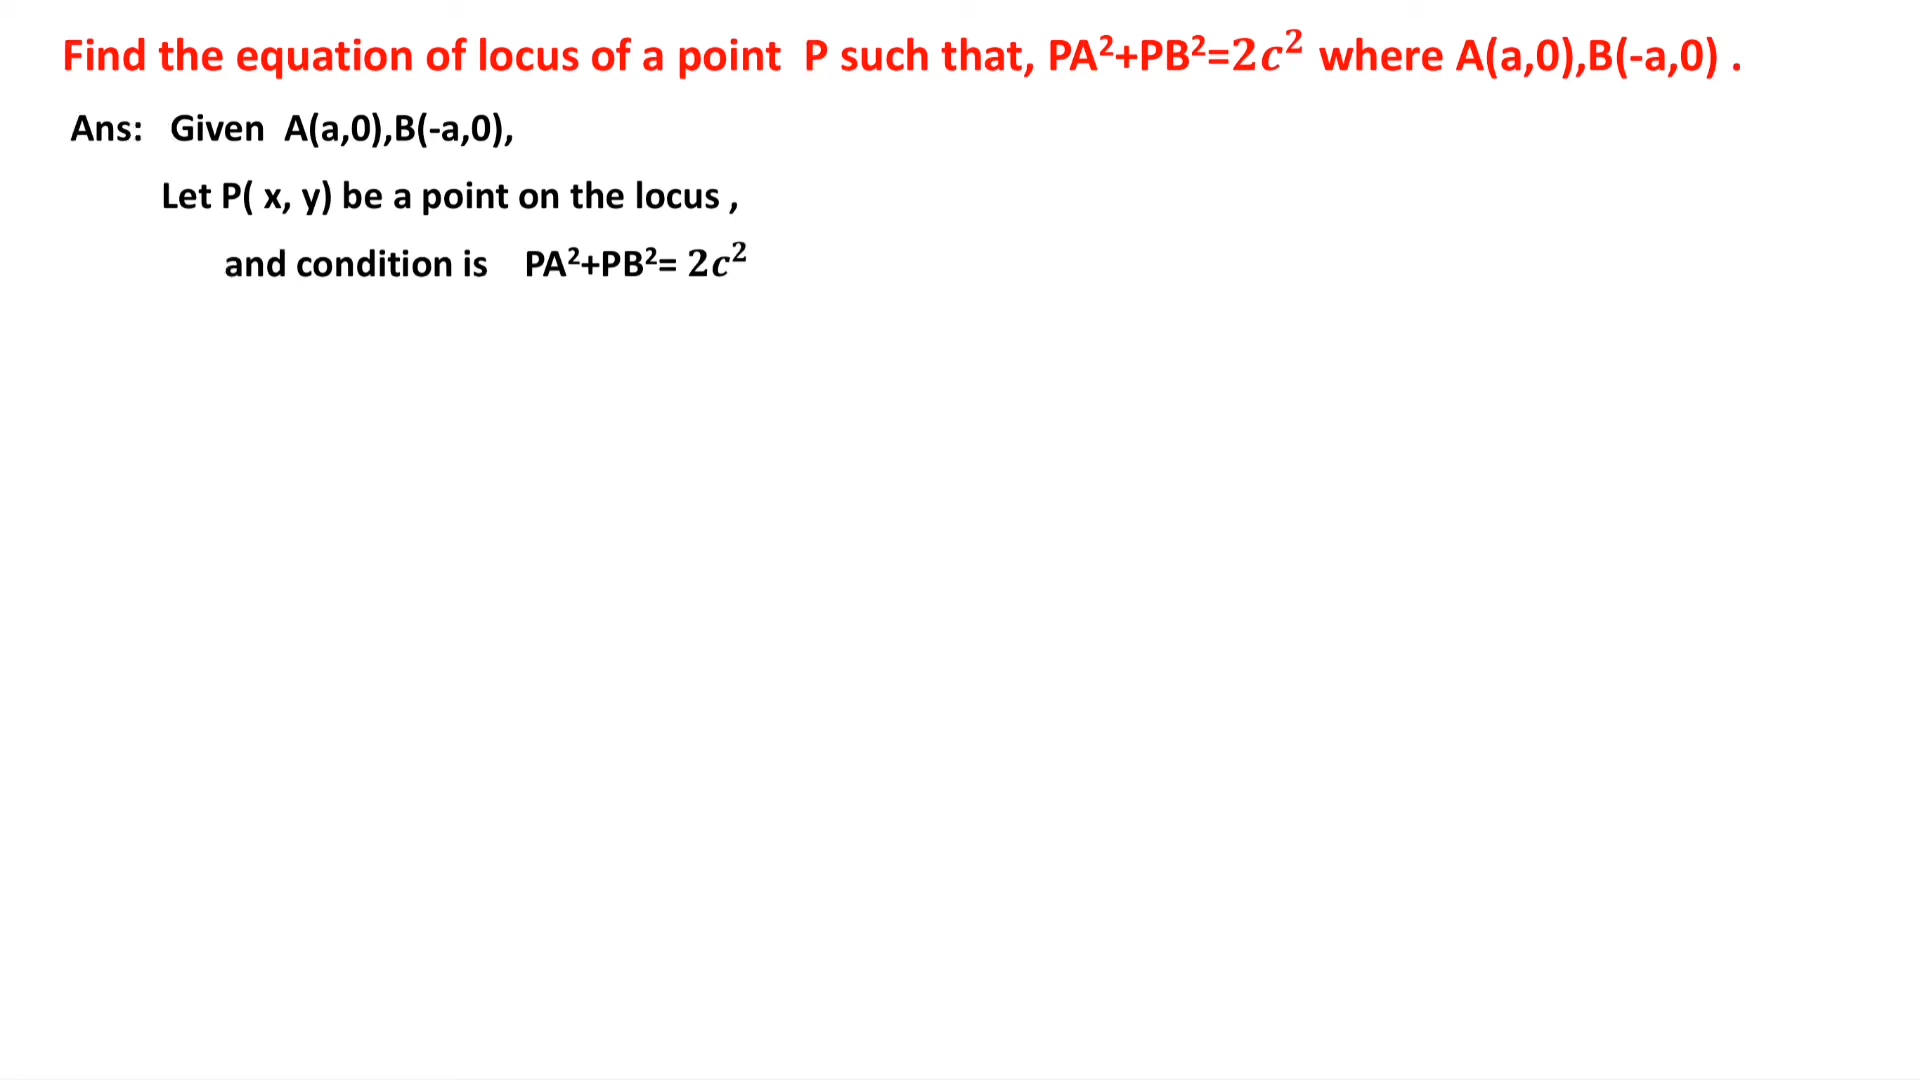 Find the equation of locus of a point P such that, PA²+PB²=2c² where A(a,0),B(-a,0) .
Ans: Given A(a,0),B(-a,0),
Let P( x, y) be a point on the locus ,
and condition is PA²+PB²= 2c²